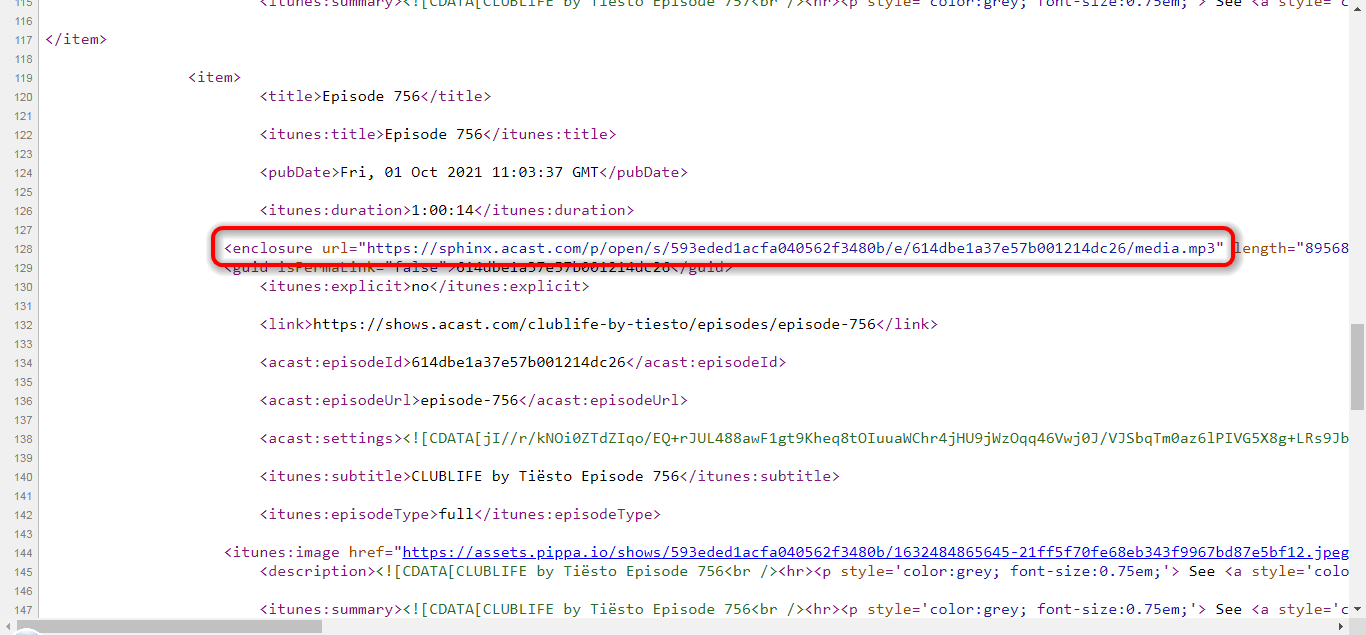 115 <itunes:summary><![CDATA[CLUBLIFE by Tiësto Episode 757<br /><hr><p style='color:grey; font-size:0.75em;'> See <a style='c
116
117 </item>
118
119 <item>
120 <title>Episode 756</title>
121
122 <itunes:title>Episode 756</itunes:title>
123
124 <pubDate>Fri, 01 Oct 2021 11:03:37 GMT</pubDate>
125
126 <itunes:duration>1:00:14</itunes:duration>
127
128 <enclosure url="https://sphinx.acast.com/p/open/s/593eded1acfa040562f3480b/e/614dbe1a37e57b001214dc26/media.mp3" length="89568
129 <guid isPermaLink="false">614dbe1a37e57b001214dc26</guid>
130 <itunes:explicit>no</itunes:explicit>
131
132 <link>https://shows.acast.com/clublife-by-tiesto/episodes/episode-756</link>
133
134 <acast:episodeId>614dbe1a37e57b001214dc26</acast:episodeId>
135
136 <acast:episodeUrl>episode-756</acast:episodeUrl>
137
138 <acast:settings><![CDATA[jI//r/kNOi0ZTdZIqo/EQ+rJUL488awF1gt9Kheq8tOIuuaWChr4jHU9jWzOqq46Vwj0J/VJSbqTm0az6lPIVG5X8g+LRs9Jb
139
140 <itunes:subtitle>CLUBLIFE by Tiësto Episode 756</itunes:subtitle>
141
142 <itunes:episodeType>full</itunes:episodeType>
143
144 <itunes:image href="https://assets.pippa.io/shows/593eded1acfa040562f3480b/1632484865645-21ff5f70fe68eb343f9967bd87e5bf12.jpeg
145 <description><![CDATA[CLUBLIFE by Tiësto Episode 756<br /><hr><p style='color:grey; font-size:0.75em;'> See <a style='colo
146
147 <itunes:summary><![CDATA[CLUBLIFE by Tiësto Episode 756<br /><hr><p style='color:grey; font-size:0.75em;'> See <a style='c